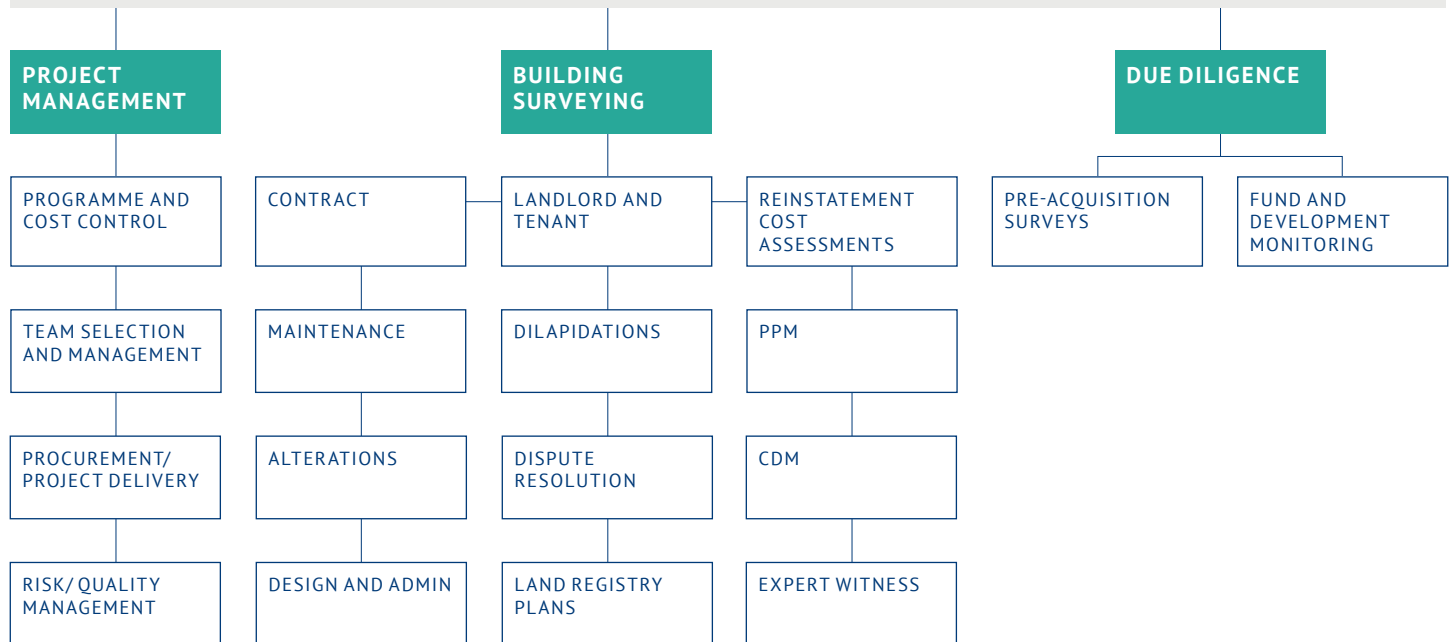 PROJECT
MANAGEMENT
BUILDING
SURVEYING
DUE DILIGENCE
PROGRAMME AND
COST CONTROL
CONTRACT
LANDLORD AND
TENANT
REINSTATEMENT
COST
ASSESSMENTS
PRE-ACQUISITION
SURVEYS
FUND AND
DEVELOPMENT
MONITORING
TEAM SELECTION
AND MANAGEMENT
MAINTENANCE
DILAPIDATIONS
PPM
PROCUREMENT/
PROJECT DELIVERY
ALTERATIONS
DISPUTE
RESOLUTION
CDM
RISK/ QUALITY
MANAGEMENT
DESIGN AND ADMIN
LAND REGISTRY
PLANS
EXPERT WITNESS